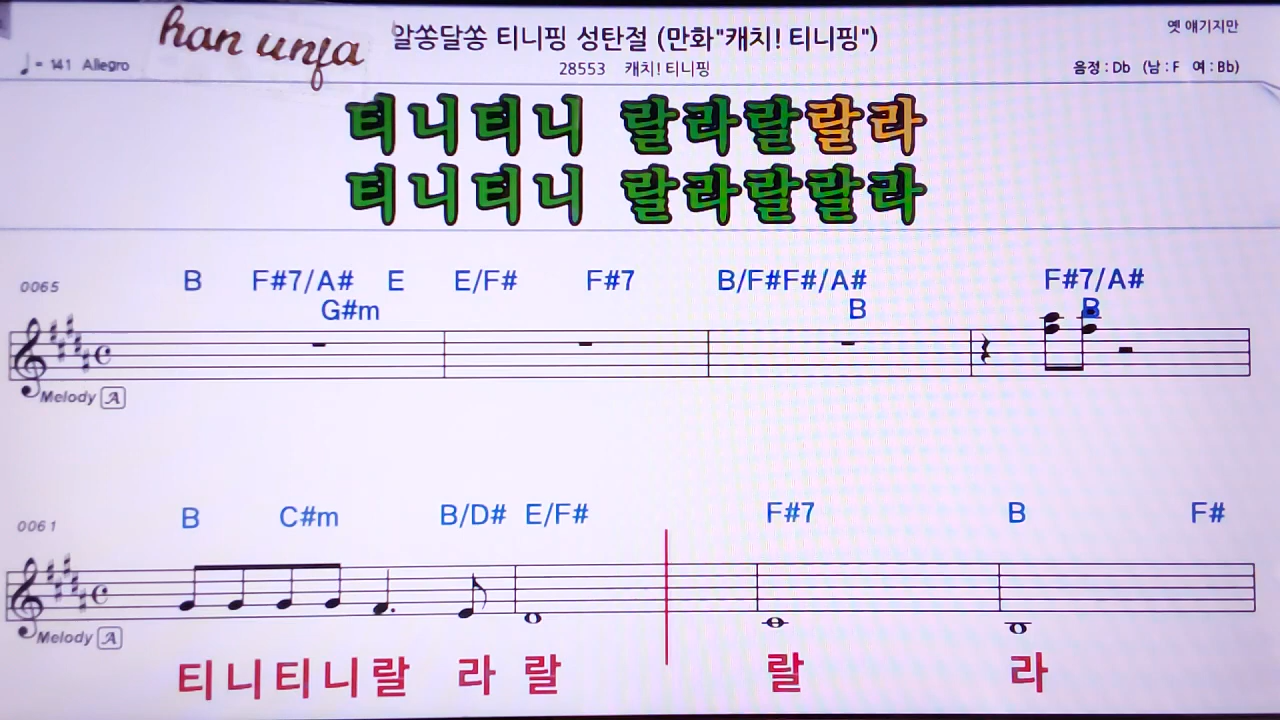 han unfa
알쏭달쏭 티니핑 성탄절 (만화"캐치! 티니핑")
옛 얘기지만
♩= 141 Allegro
28553 캐치! 티니핑
음정 : Db (남 : F 여 : Bb)
티니티니 랄라랄랄라
티니티니 랄라랄랄라
0065
B F#7/A# E E/F# F#7 B/F#F#/A# F#7/A#
G#m B B
Melody A
0061
B C#m B/D# E/F# F#7 B F#
Melody A
티니티니랄 라 랄 랄 라